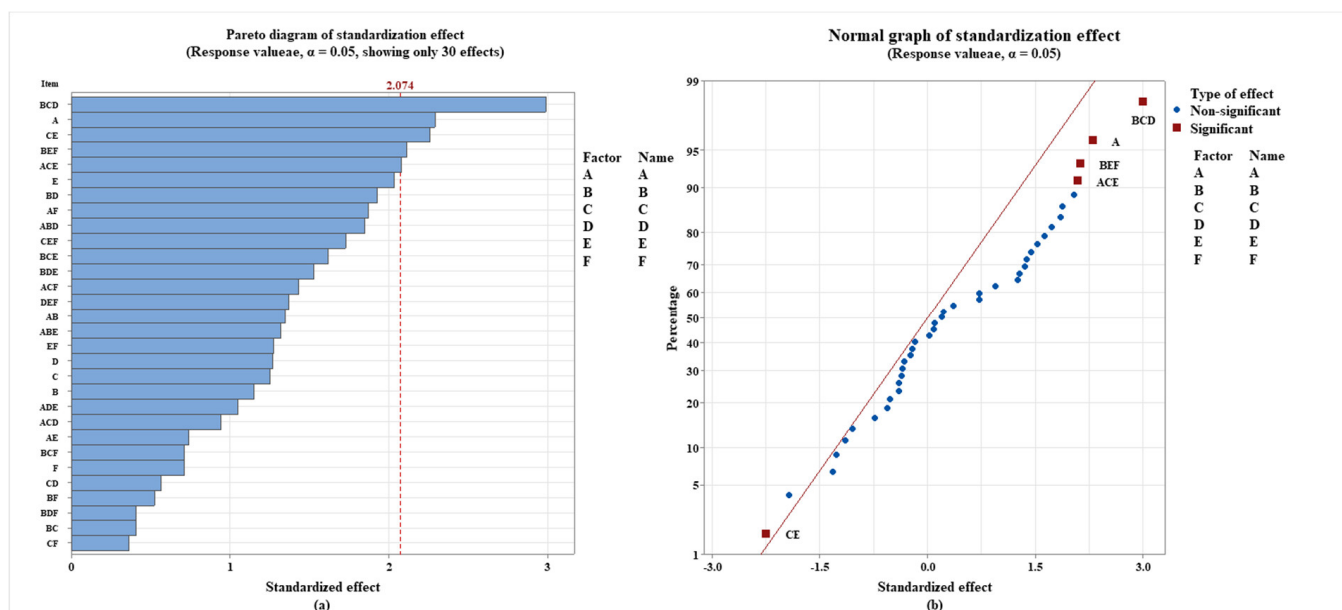 Pareto diagram of standardization effect
(Response valueae, α = 0.05, showing only 30 effects)
Item
2.074
BCD
A
CE
BEF
ACE
E
BD
AF
ABD
CEF
BCE
BDE
ACF
DEF
AB
ABE
EF
D
C
B
ADE
ACD
AE
BCF
F
CD
BF
BDF
BC
CF
0 1 2 3
Standardized effect
(a)
Factor Name
A A
B B
C C
D D
E E
F F
Normal graph of standardization effect
(Response valueae, α = 0.05)
Percentage
99
95
90
80
70
60
50
40
30
20
10
5
1
BCD
A
BEF
ACE
CE
-3.0 -1.5 0.0 1.5 3.0
Standardized effect
(b)
Type of effect
Non-significant
Significant
Factor Name
A A
B B
C C
D D
E E
F F